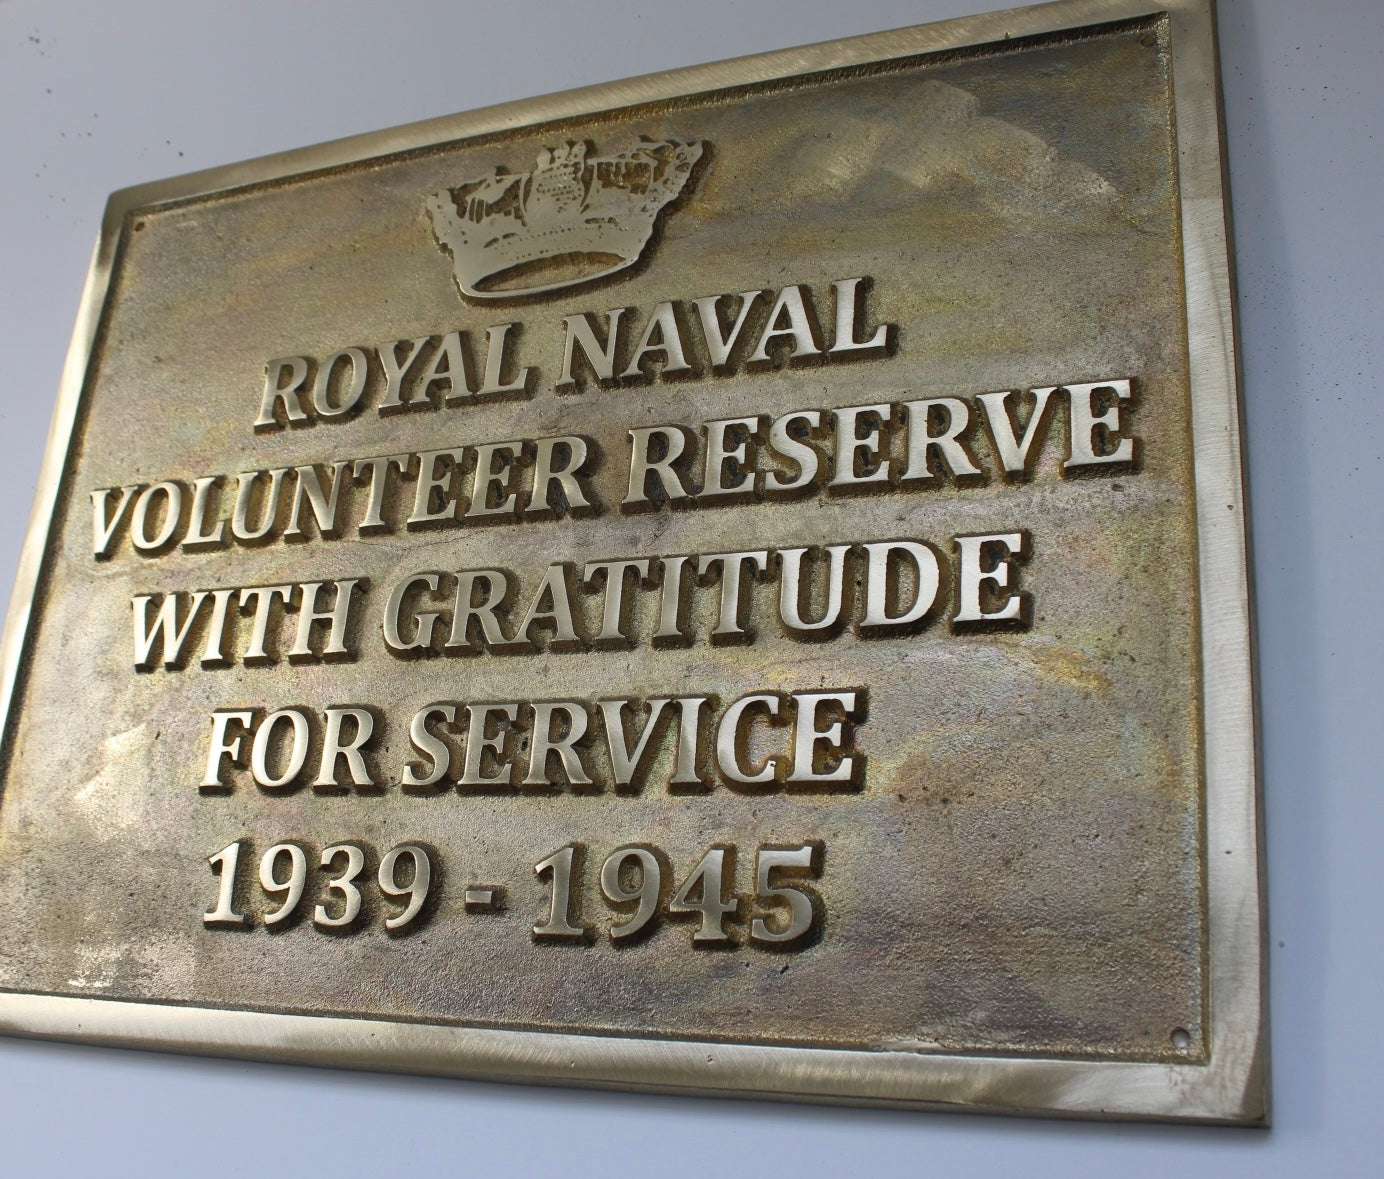 ROYAL NAVAL
VOLUNTEER RESERVE
WITH GRATITUDE
FOR SERVICE
1939 - 1945